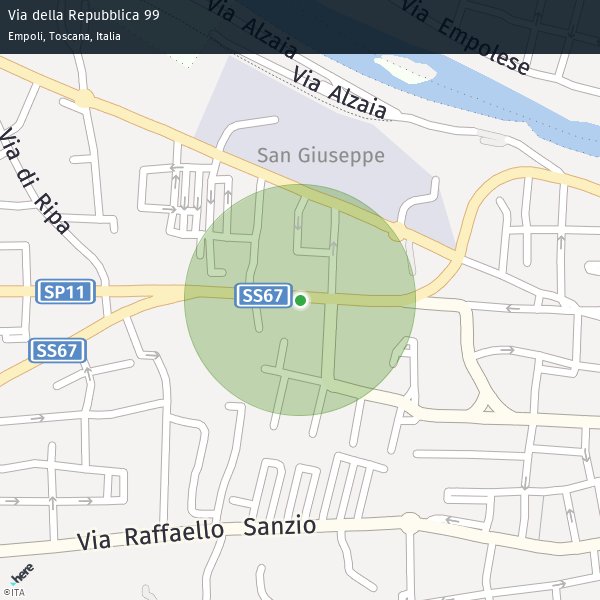 Via della Repubblica 99
Empoli, Toscana, Italia
Via Alzaia
Via Empolese
Via Alzaia
San Giuseppe
Via di Ripa
SP11
SS67
SS67
Via Raffaello Sanzio
here
©ITA